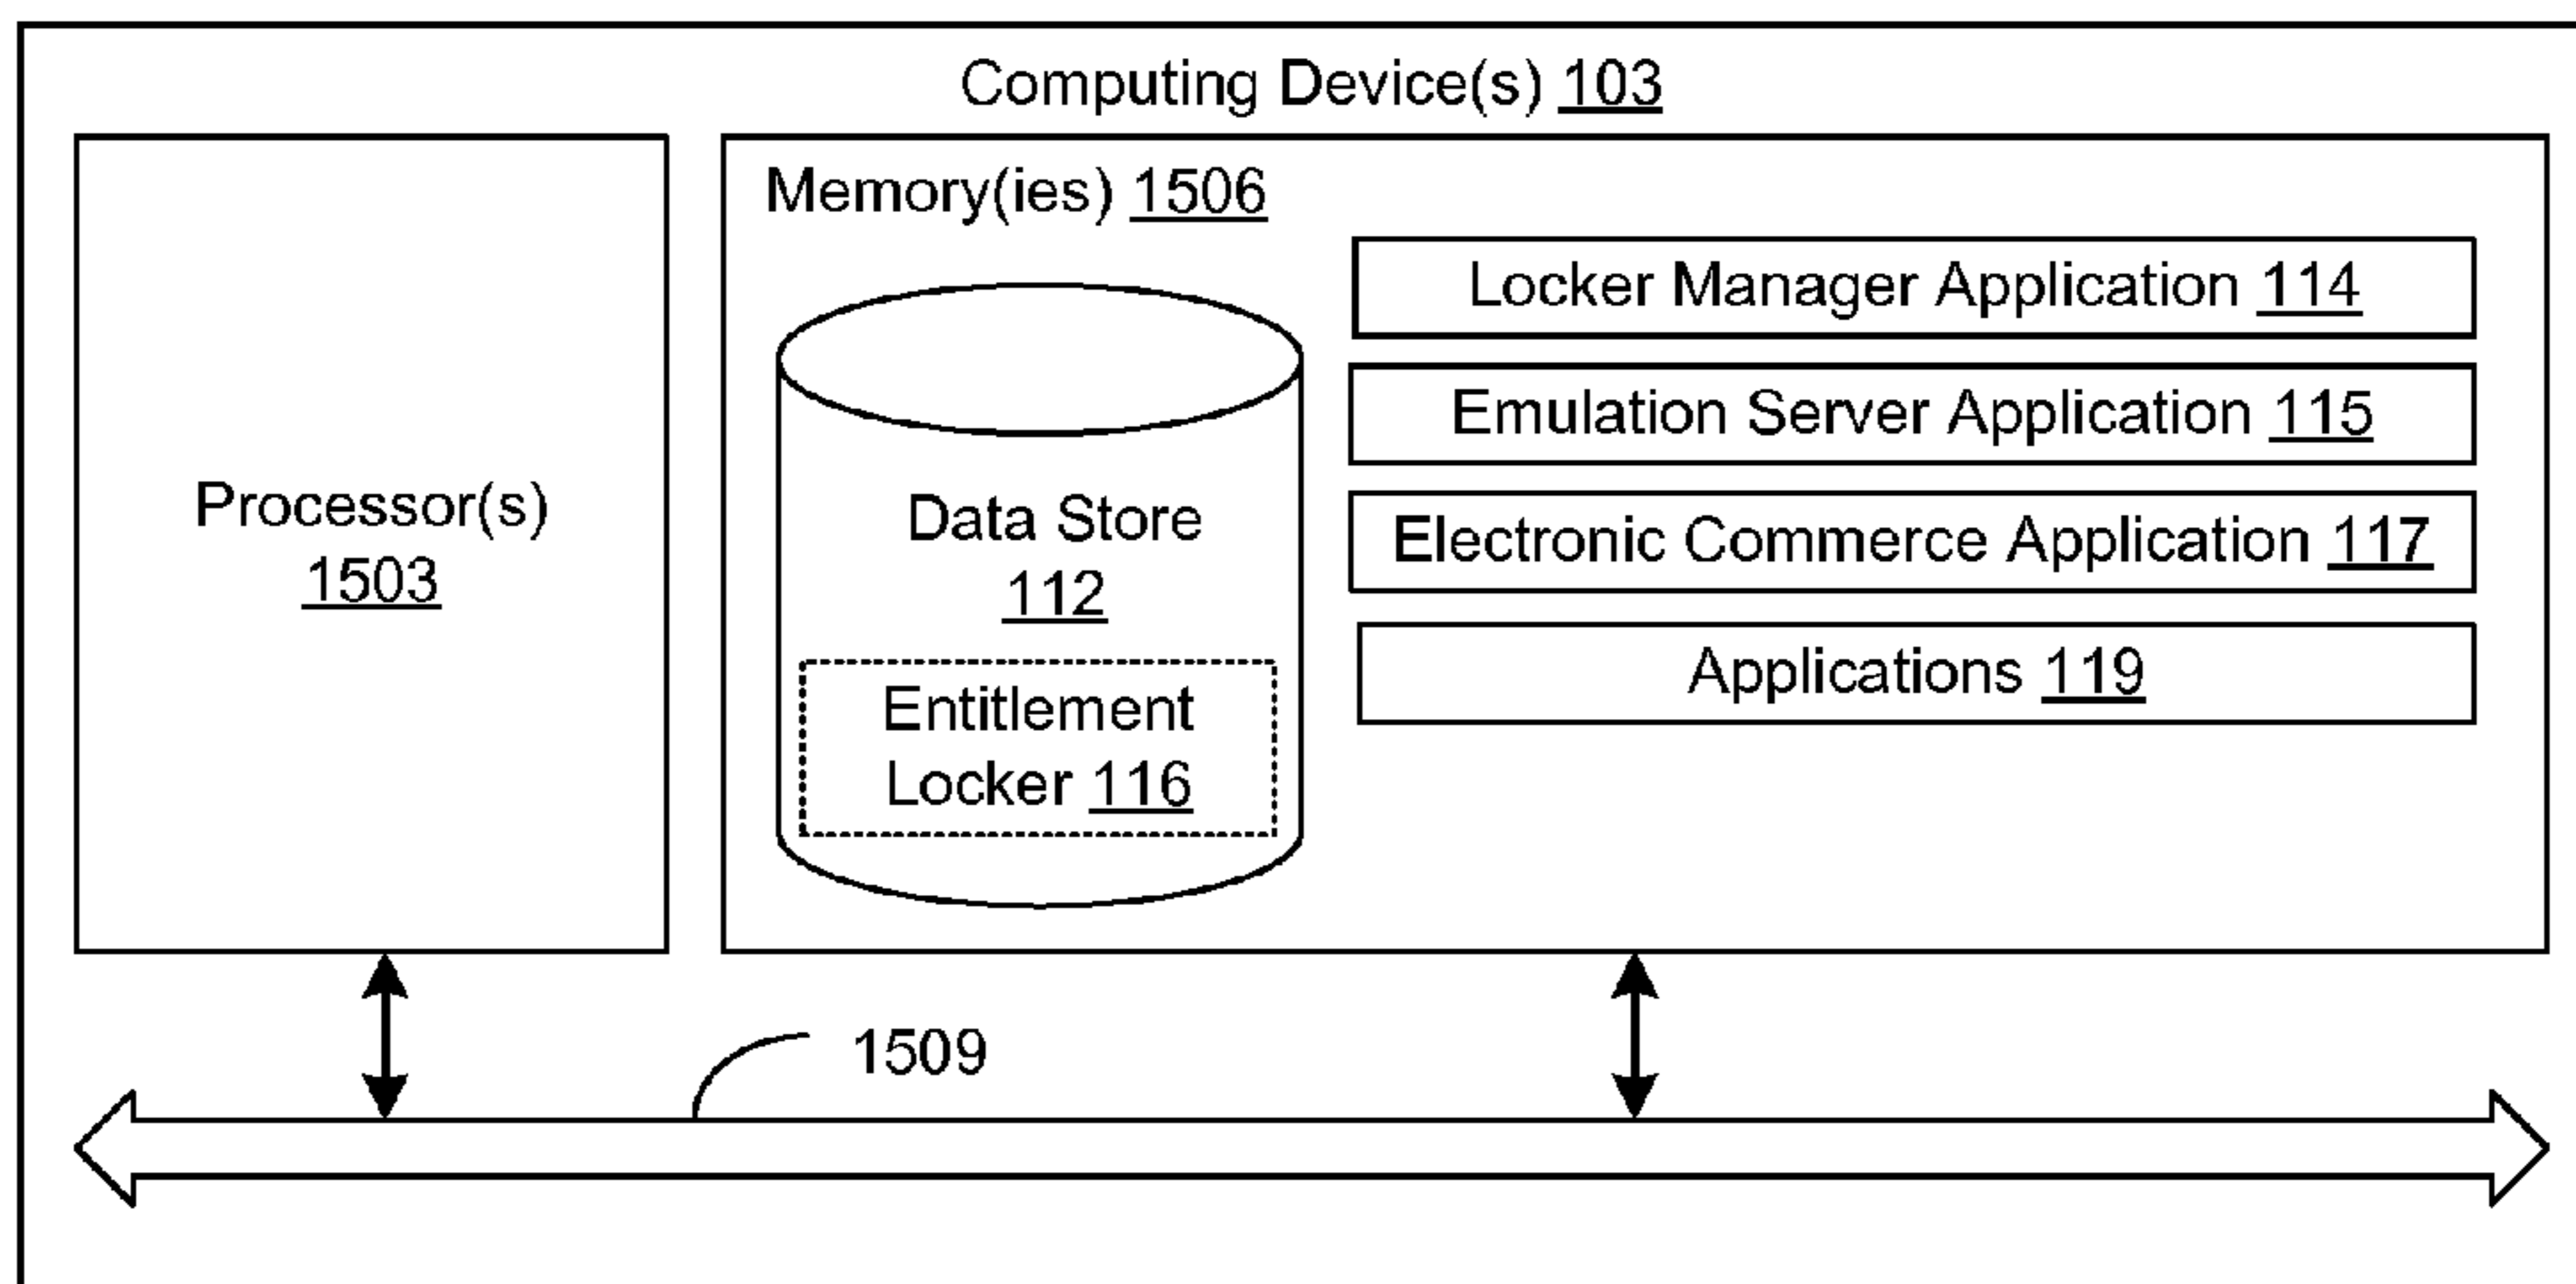 Computing Device(s) 103
Memory(ies) 1506
Locker Manager Application 114
Emulation Server Application 115
Electronic Commerce Application 117
Applications 119
Processor(s)
1503
Data Store
112
Entitlement
Locker 116
1509